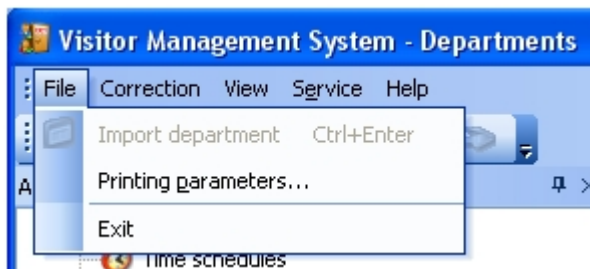 Visitor Management System - Departments
File Correction View Service Help
Import department Ctrl+Enter
Printing parameters...
A
Exit
Time schedules